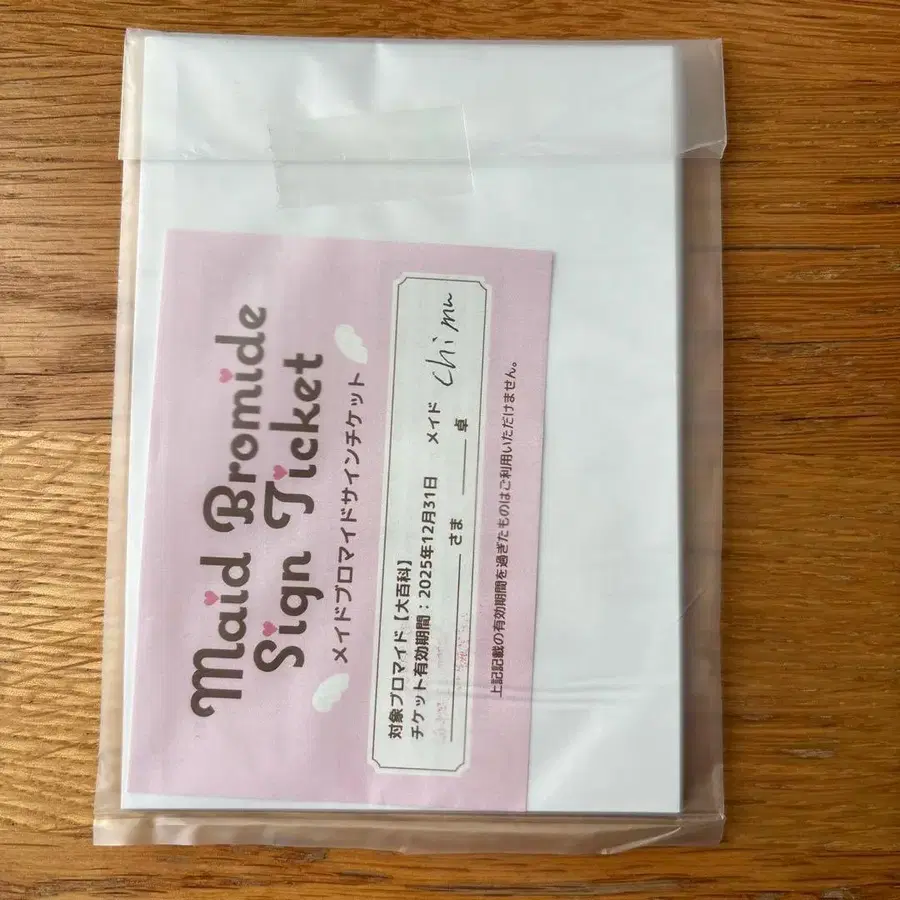 Maid Bromide
Sign Ticket
メイドブロマイドサインチケット
対象ブロマイド【大百科】
チケット有効期間：2025年12月31日 メイド Chimu
さま 卓
上記記載の有効期間を過ぎたものはご利用いただけません。